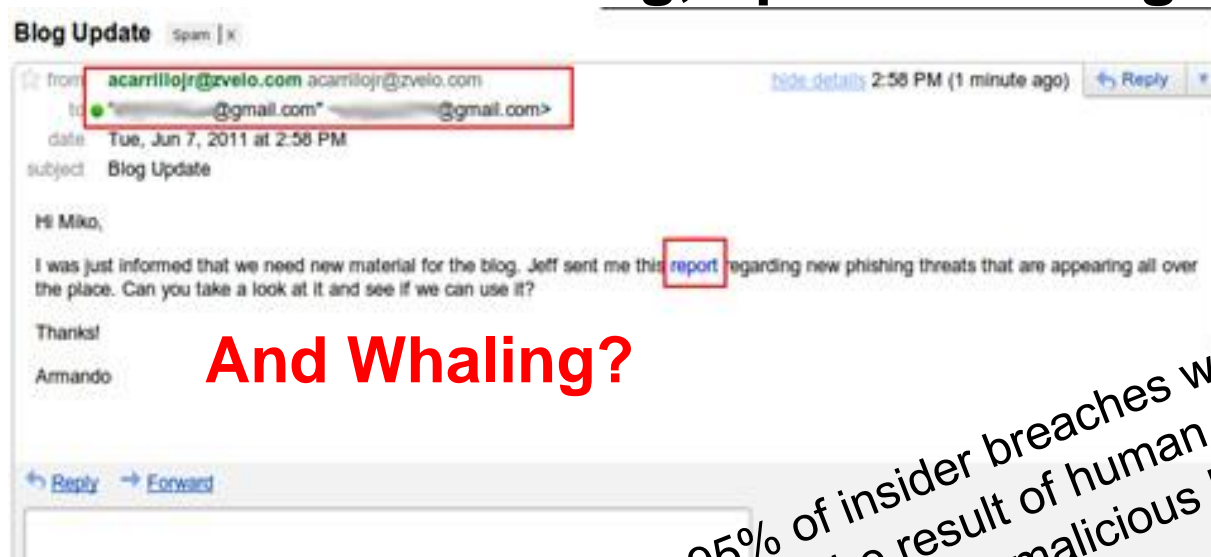 Blog Update Spam | x
from acarrillojr@zvelo.com acarrillojr@zvelo.com hide details 2:58 PM (1 minute ago) Reply
to " @gmail.com" @gmail.com>
date Tue, Jun 7, 2011 at 2:58 PM
subject Blog Update
Hi Miko,
I was just informed that we need new material for the blog. Jeff sent me this report regarding new phishing threats that are appearing all over
the place. Can you take a look at it and see if we can use it?
Thanks!
And Whaling?
Armando
Reply Forward
95% of insider breaches
result of human
malicious